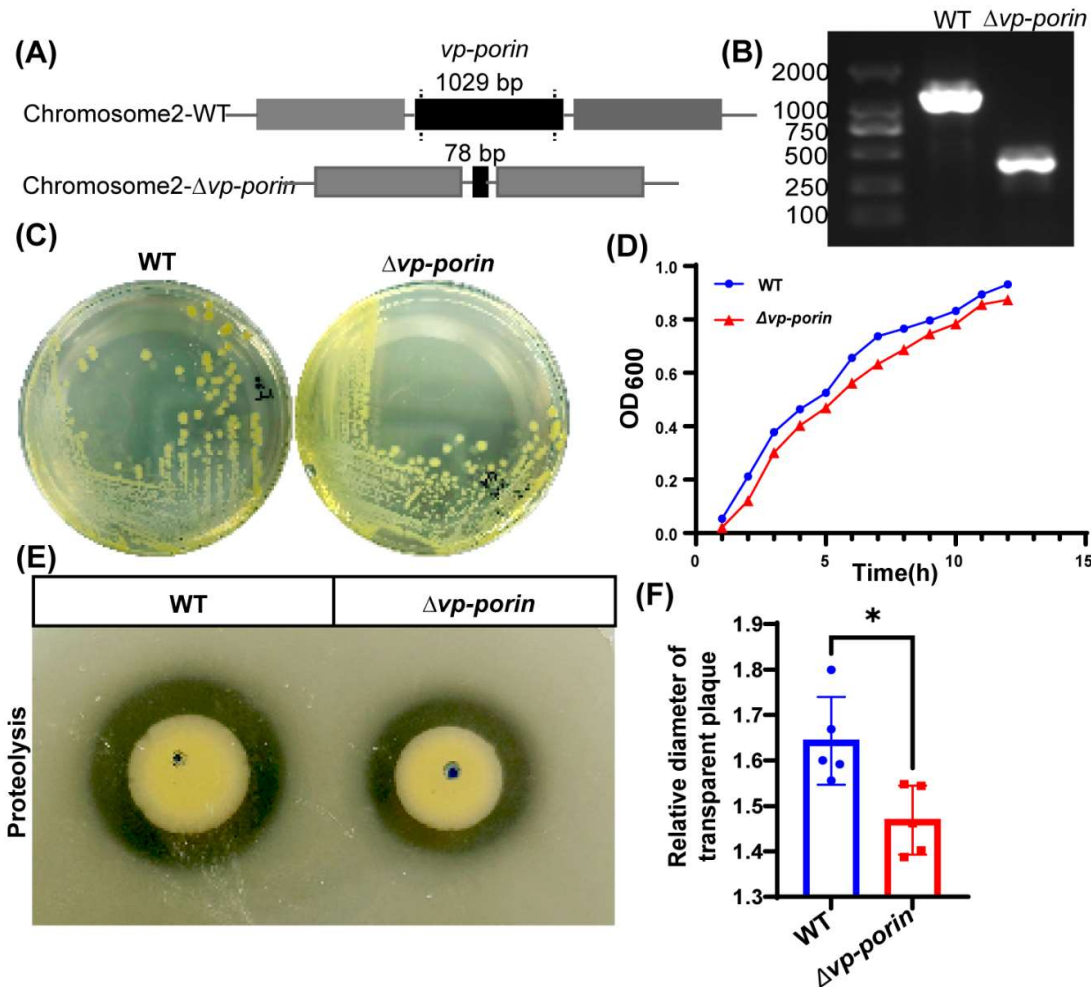 (A)
vp-porin
1029 bp
Chromosome2-WT
78 bp
Chromosome2-Δvp-porin
(B)
WT Δvp-porin
2000
1000
750
500
250
100
(C)
WT
Δvp-porin
(D)
1.0
0.8
0.6
0.4
0.2
0.0
OD600
WT
Δvp-porin
0 5 10 15
Time(h)
(E)
WT
Δvp-porin
Proteolysis
(F)
1.9
1.8
1.7
1.6
1.5
1.4
1.3
Relative diameter of
transparent plaque
*
WT
Δvp-porin